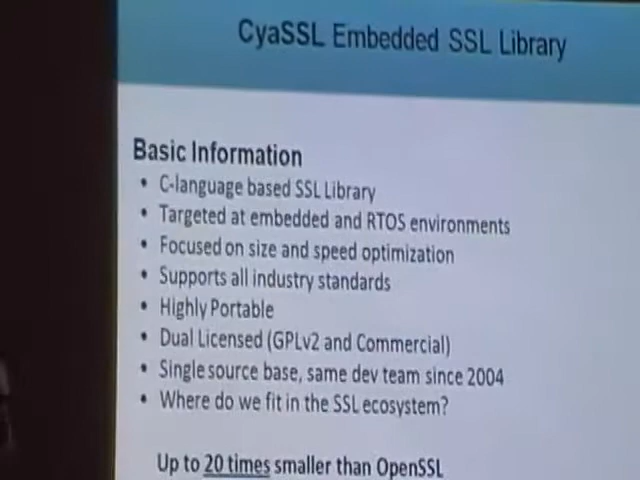 CyaSSL Embedded SSL Library
Basic Information
• C-language based SSL Library
• Targeted at embedded and RTOS environments
• Focused on size and speed optimization
• Supports all industry standards
• Highly Portable
• Dual Licensed (GPLv2 and Commercial)
• Single source base, same dev team since 2004
• Where do we fit in the SSL ecosystem?
Up to 20 times smaller than OpenSSL